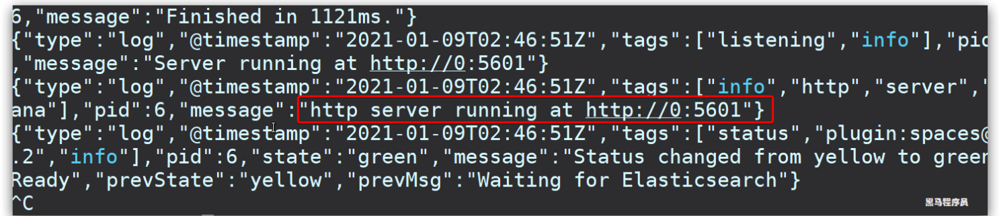 6,"message":"Finished in 1121ms."}
{"type":"log","@timestamp":"2021-01-09T02:46:51Z","tags":["listening","info"],"pid
,"message":"Server running at http://0:5601"}
{"type":"log","@timestamp":"2021-01-09T02:46:51Z","tags":["info","http","server","
ana"],"pid":6,"message":"http server running at http://0:5601"}
{"type":"log","@timestamp":"2021-01-09T02:46:51Z","tags":["status","plugin:spaces@
.2","info"],"pid":6,"state":"green","message":"Status changed from yellow to green
Ready","prevState":"yellow","prevMsg":"Waiting for Elasticsearch"}
^C
黑马程序员